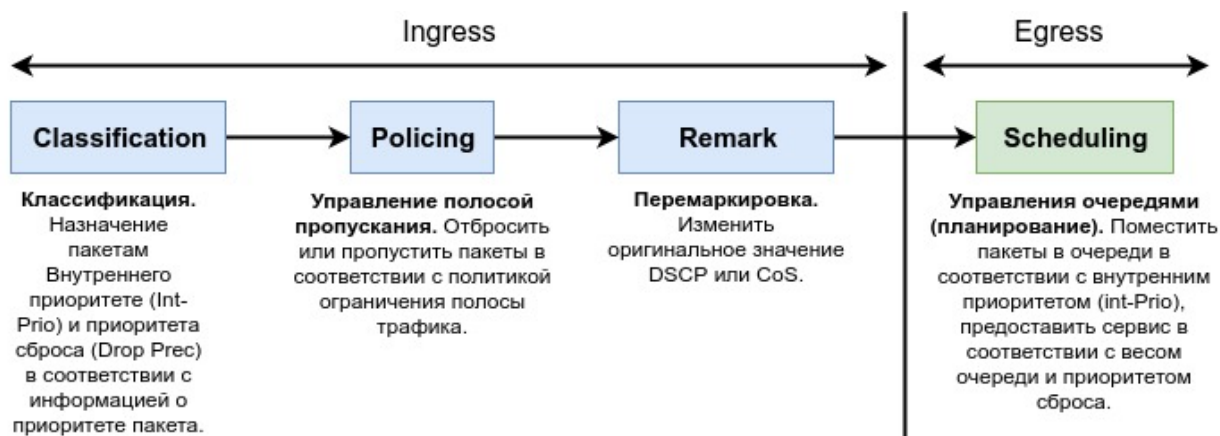 Ingress
Egress
Classification
Policing
Remark
Scheduling
Классификация.
Назначение
пакетам
Внутреннего
приоритете (Int-
Prio) и приоритета
сброса (Drop Prec)
в соответствии с
информацией о
приоритете пакета.
Управление полосой
пропускания. Отбросить
или пропустить пакеты в
соответствии с политикой
ограничения полосы
трафика.
Перемаркировка.
Изменить
оригинальное значение
DSCP или CoS.
Управления очередями
(планирование). Поместить
пакеты в очереди в
соответствии с внутренним
приоритетом (int-Prio),
предоставить сервис в
соответствии с весом
очереди и приоритетом
сброса.